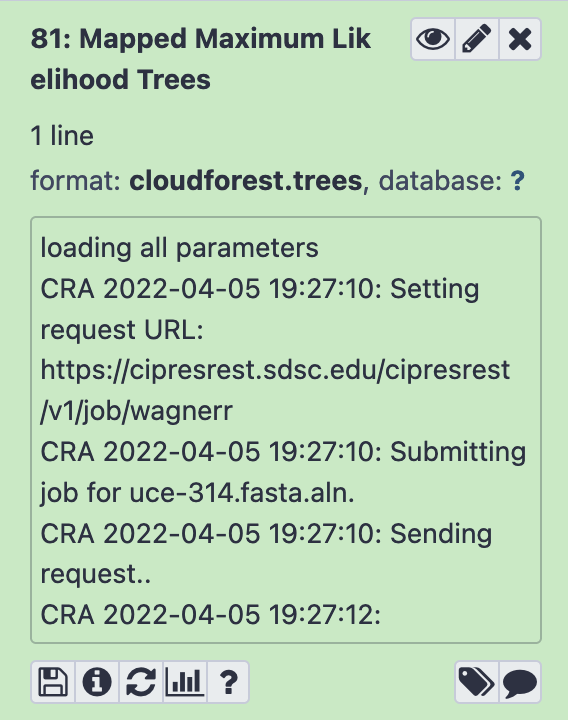 81: Mapped Maximum Lik
elihood Trees
1 line
format: cloudforest.trees, database: ?
loading all parameters
CRA 2022-04-05 19:27:10: Setting
request URL:
https://cipresrest.sdsc.edu/cipresrest
/v1/job/wagnerr
CRA 2022-04-05 19:27:10: Submitting
job for uce-314.fasta.aln.
CRA 2022-04-05 19:27:10: Sending
request..
CRA 2022-04-05 19:27:12:
?